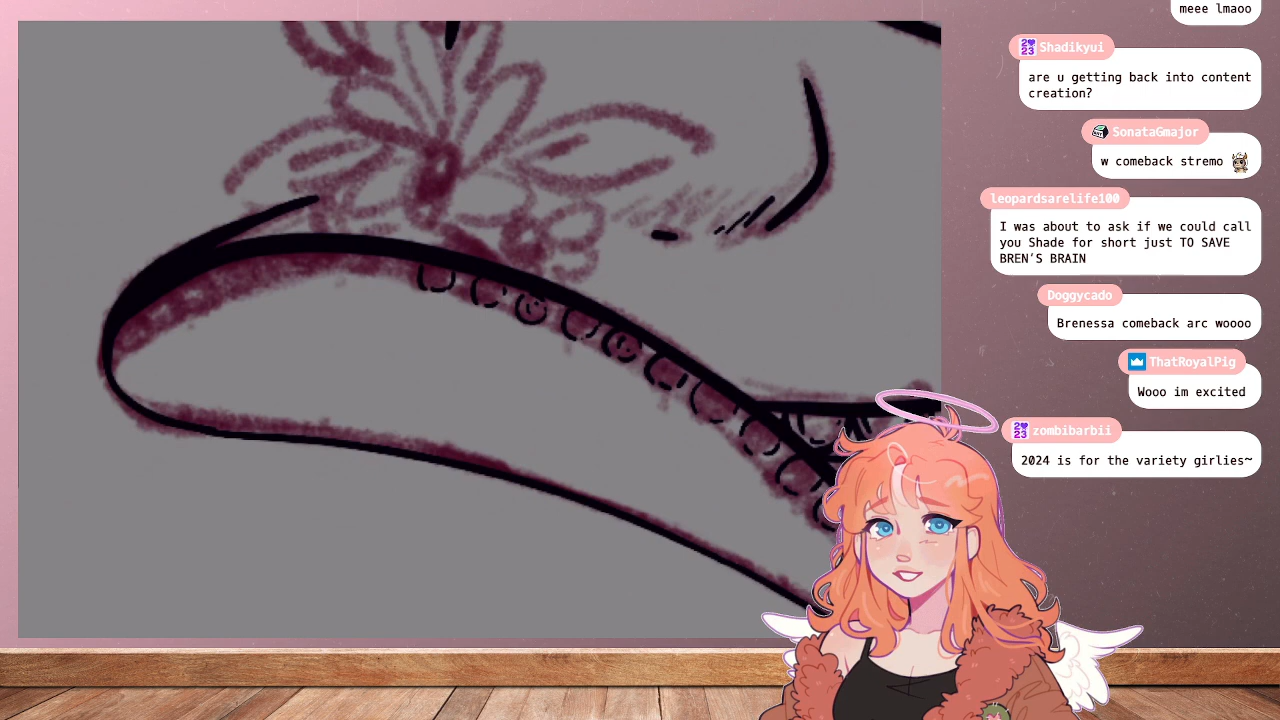 meee lmaoo
Shadikyui
are u getting back into content
creation?
SonataGmajor
w comeback stremo
leopardsarelife100
I was about to ask if we could call
you Shade for short just TO SAVE
BREN'S BRAIN
Doggycado
Brenessa comeback arc woooo
ThatRoyalPig
Wooo im excited
zombibarbii
2024 is for the variety girlies~